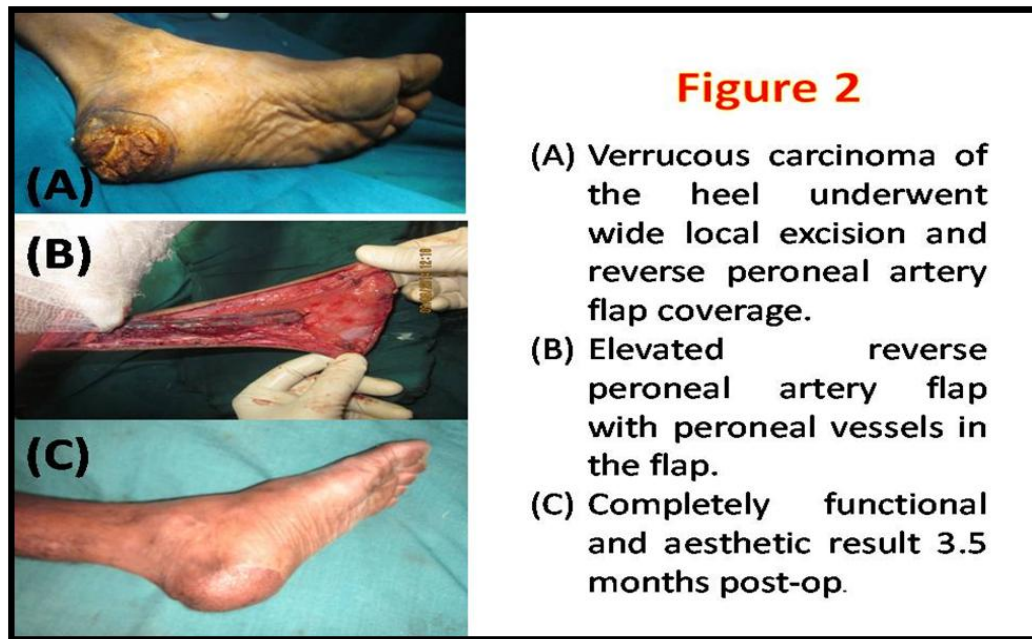 (A)
(B)
(C)
Figure 2
(A) Verrucous carcinoma of
the heel underwent
wide local excision and
reverse peroneal artery
flap coverage.
(B) Elevated reverse
peroneal artery flap
with peroneal vessels in
the flap.
(C) Completely functional
and aesthetic result 3.5
months post-op.